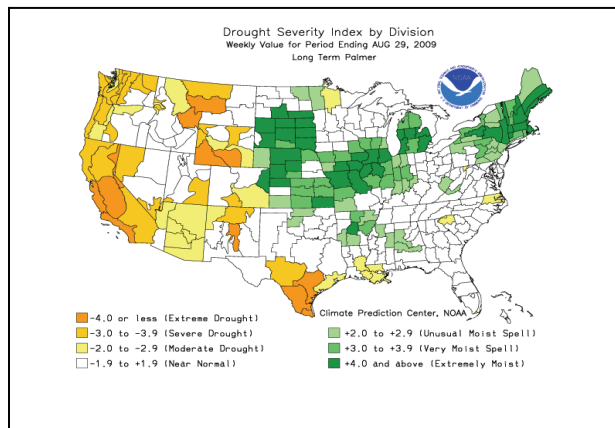 Drought Severity Index by Division
Weekly Value for Period Ending AUG 29, 2009
Long Term Palmer
NOAA
Climate Prediction Center, NOAA
-4.0 or less (Extreme Drought)
-3.0 to -3.9 (Severe Drought)
-2.0 to -2.9 (Moderate Drought)
-1.9 to +1.9 (Near Normal)
+2.0 to +2.9 (Unusual Moist Spell)
+3.0 to +3.9 (Very Moist Spell)
+4.0 and above (Extremely Moist)